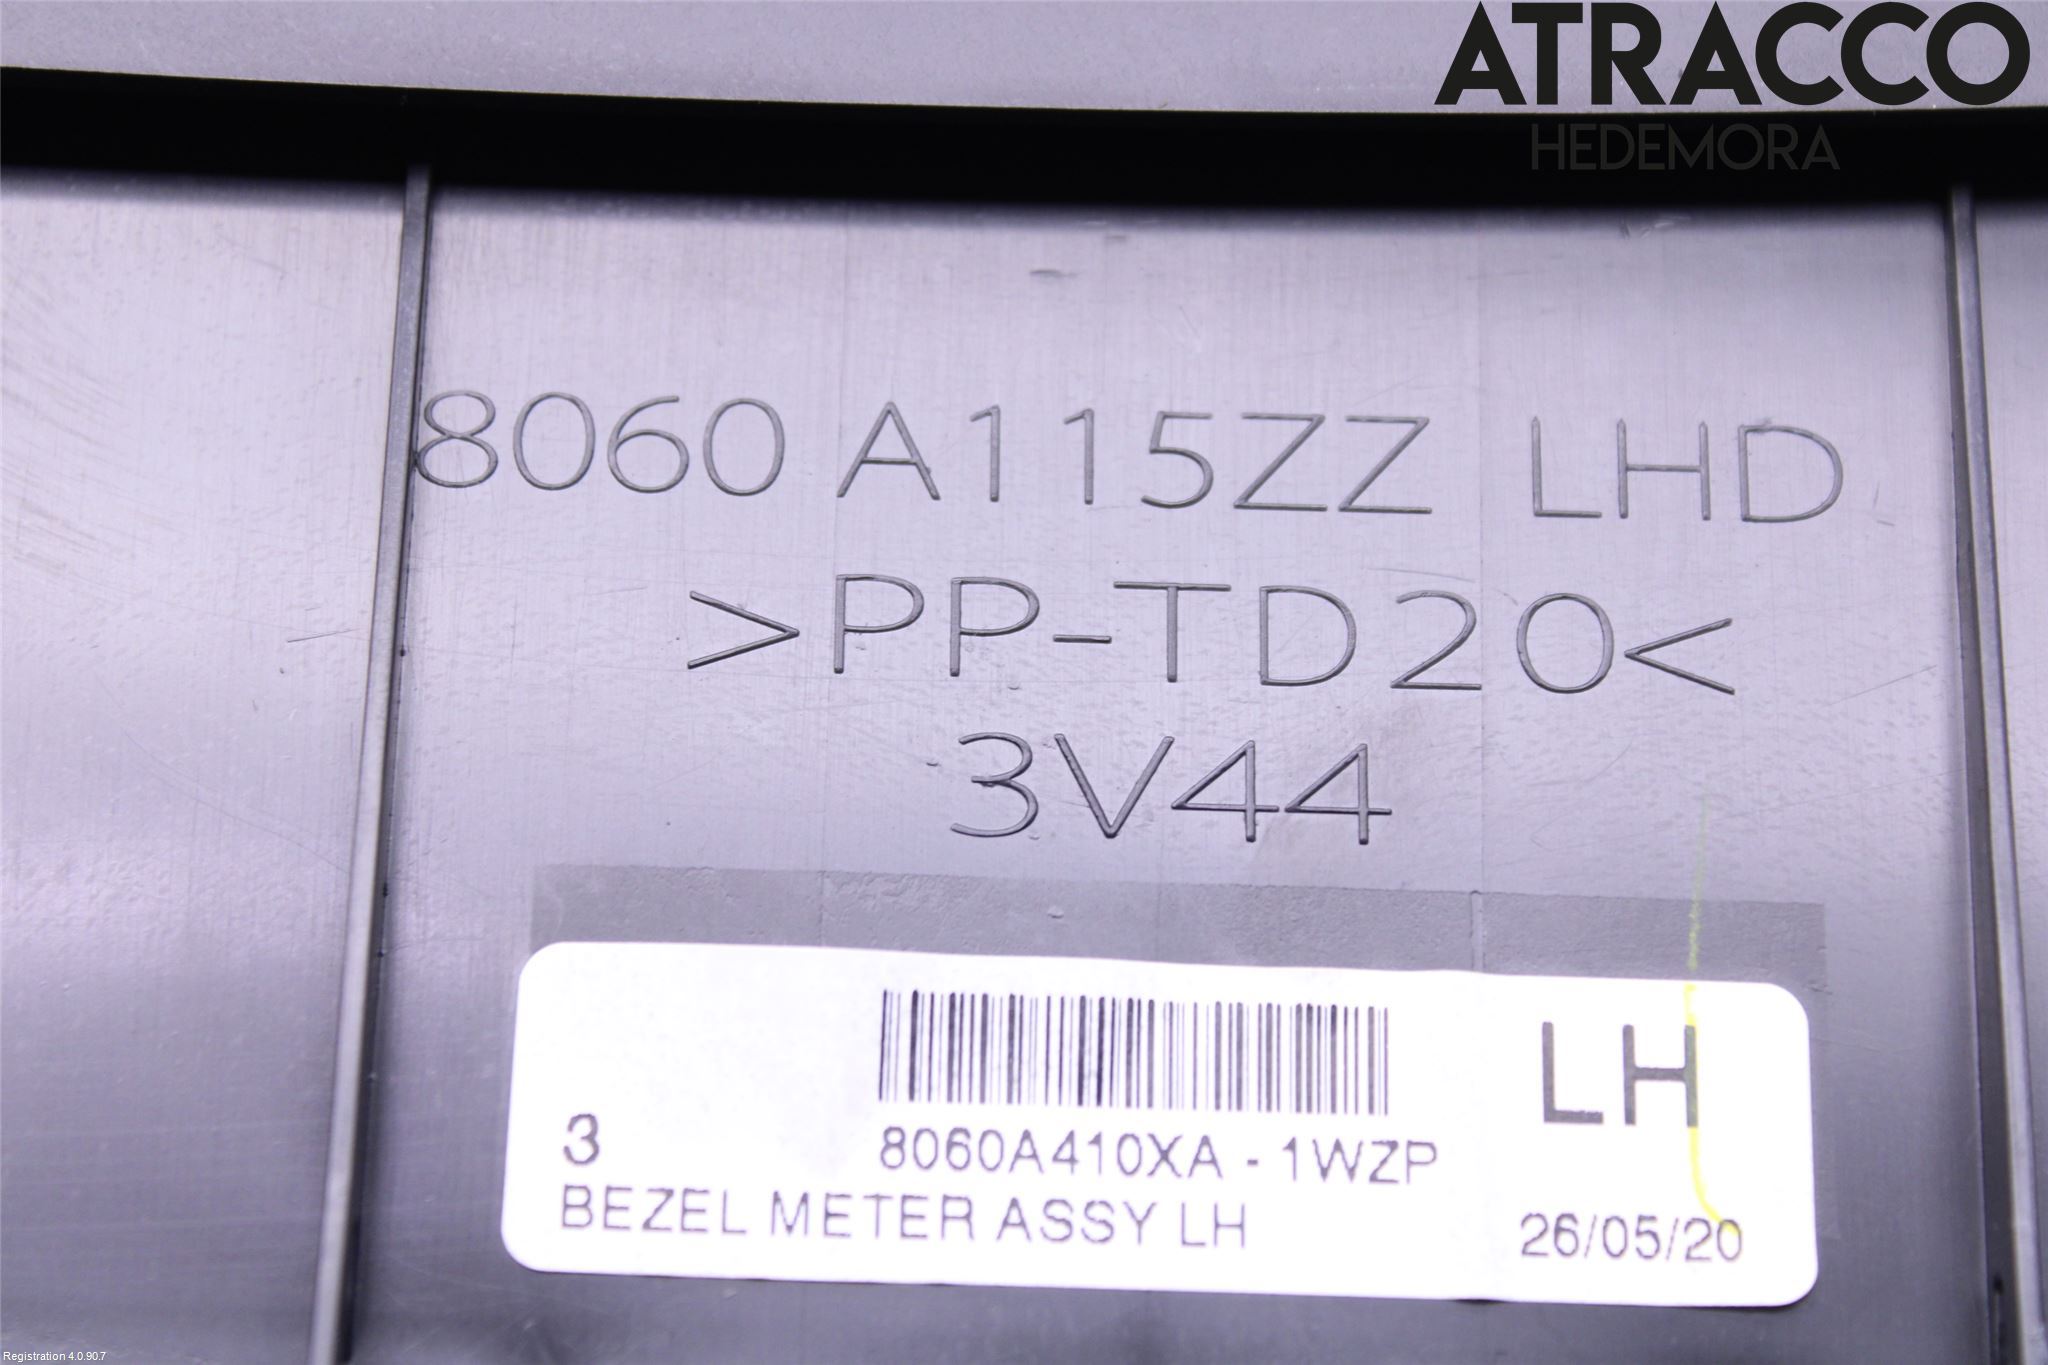 ATRACCO
HEDEMORA
8060 A115ZZ LHD
>PP-TD20<
3V44
LH
3 8060A410XA - 1WZP
BEZEL METER ASSY LH
26/05/20
Registration 4.0.90.7